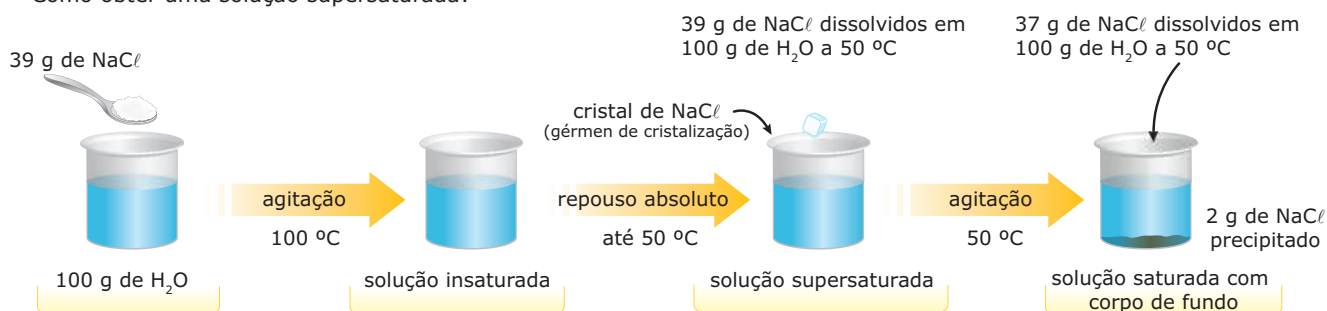 39 g de NaCℓ
100 g de H₂O
agitação
100 ºC
solução insaturada
repouso absoluto
até 50 ºC
39 g de NaCℓ dissolvidos em
100 g de H₂O a 50 ºC
cristal de NaCℓ
(gérmen de cristalização)
solução supersaturada
agitação
50 ºC
37 g de NaCℓ dissolvidos em
100 g de H₂O a 50 ºC
2 g de NaCℓ
precipitado
solução saturada com
corpo de fundo